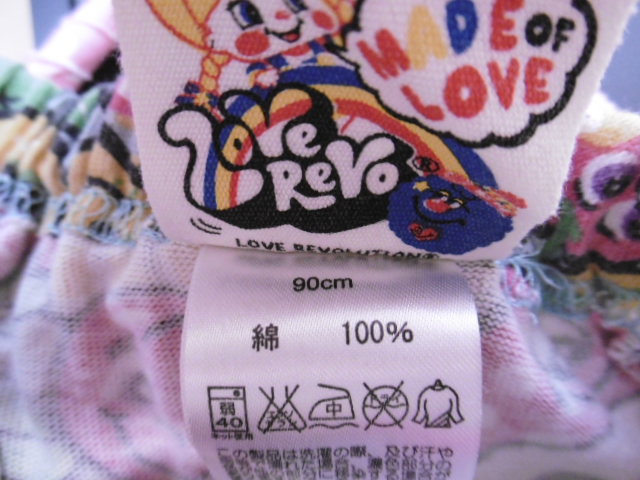 MADE OF
LOVE
Love
ReVo®
LOVE REVOLUTION®
90cm
綿 100%
弱
40
ネット使用
中
この製品は洗濯の際、及び汗や